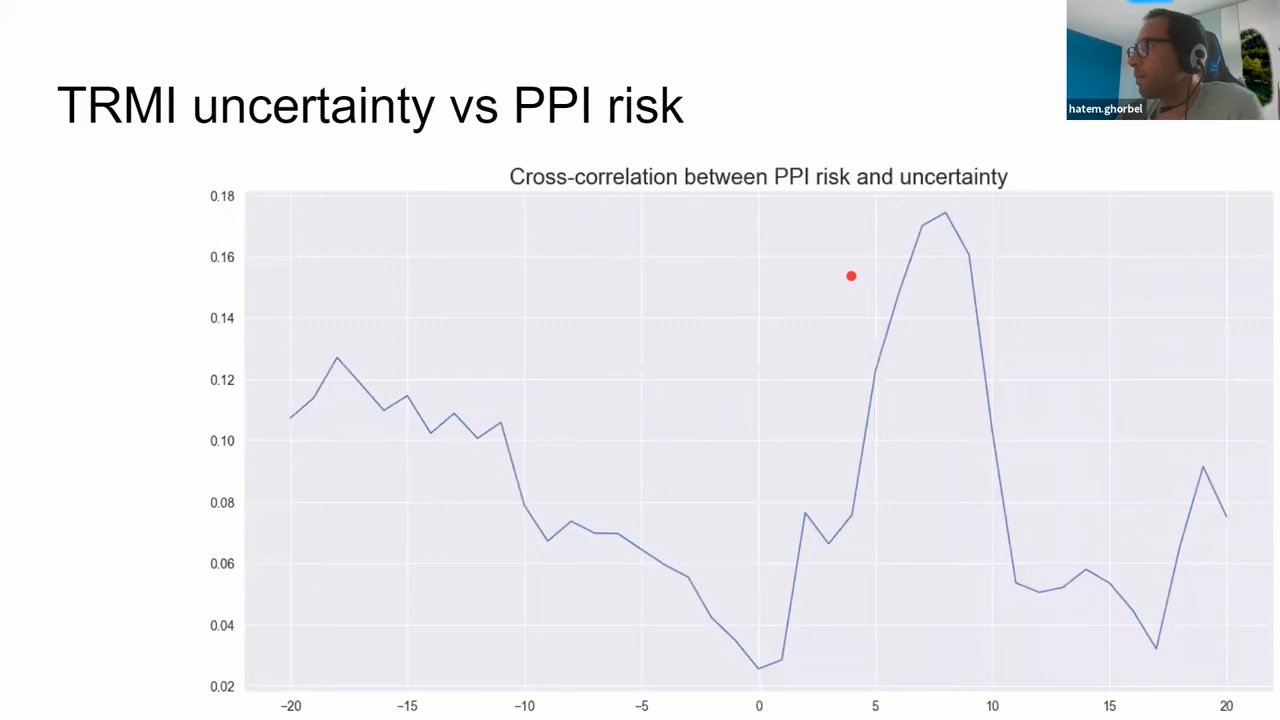 TRMI uncertainty vs PPI risk
hatem.ghorbel
Cross-correlation between PPI risk and uncertainty
0.18
0.16
0.14
0.12
0.10
0.08
0.06
0.04
0.02
−20 −15 −10 −5 0 5 10 15 20